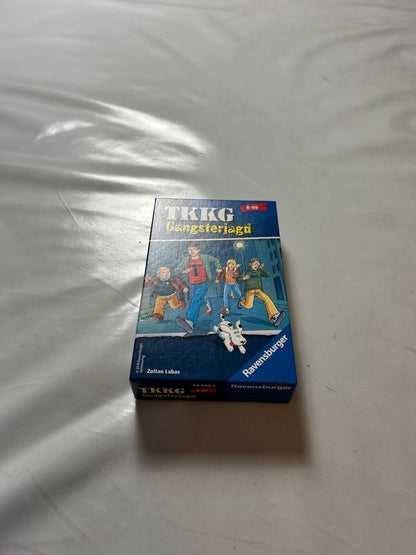 TKKG
8-99
Gangsterjagd
Zoltan Labas
Ravensburger
TKKG
Gangsterjagd
Ravensburger